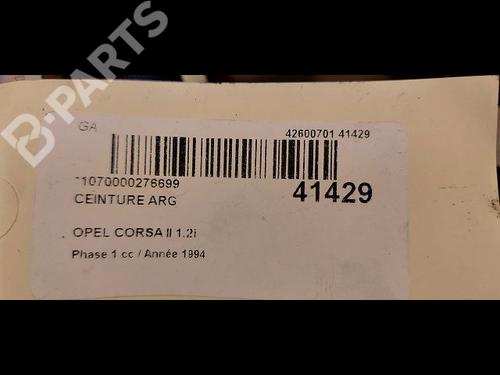 B-PARTS
GA
42600701 41429
*1070000276699
41429
CEINTURE ARG
OPEL CORSA II 1.2i
Phase 1 cc / Année 1994